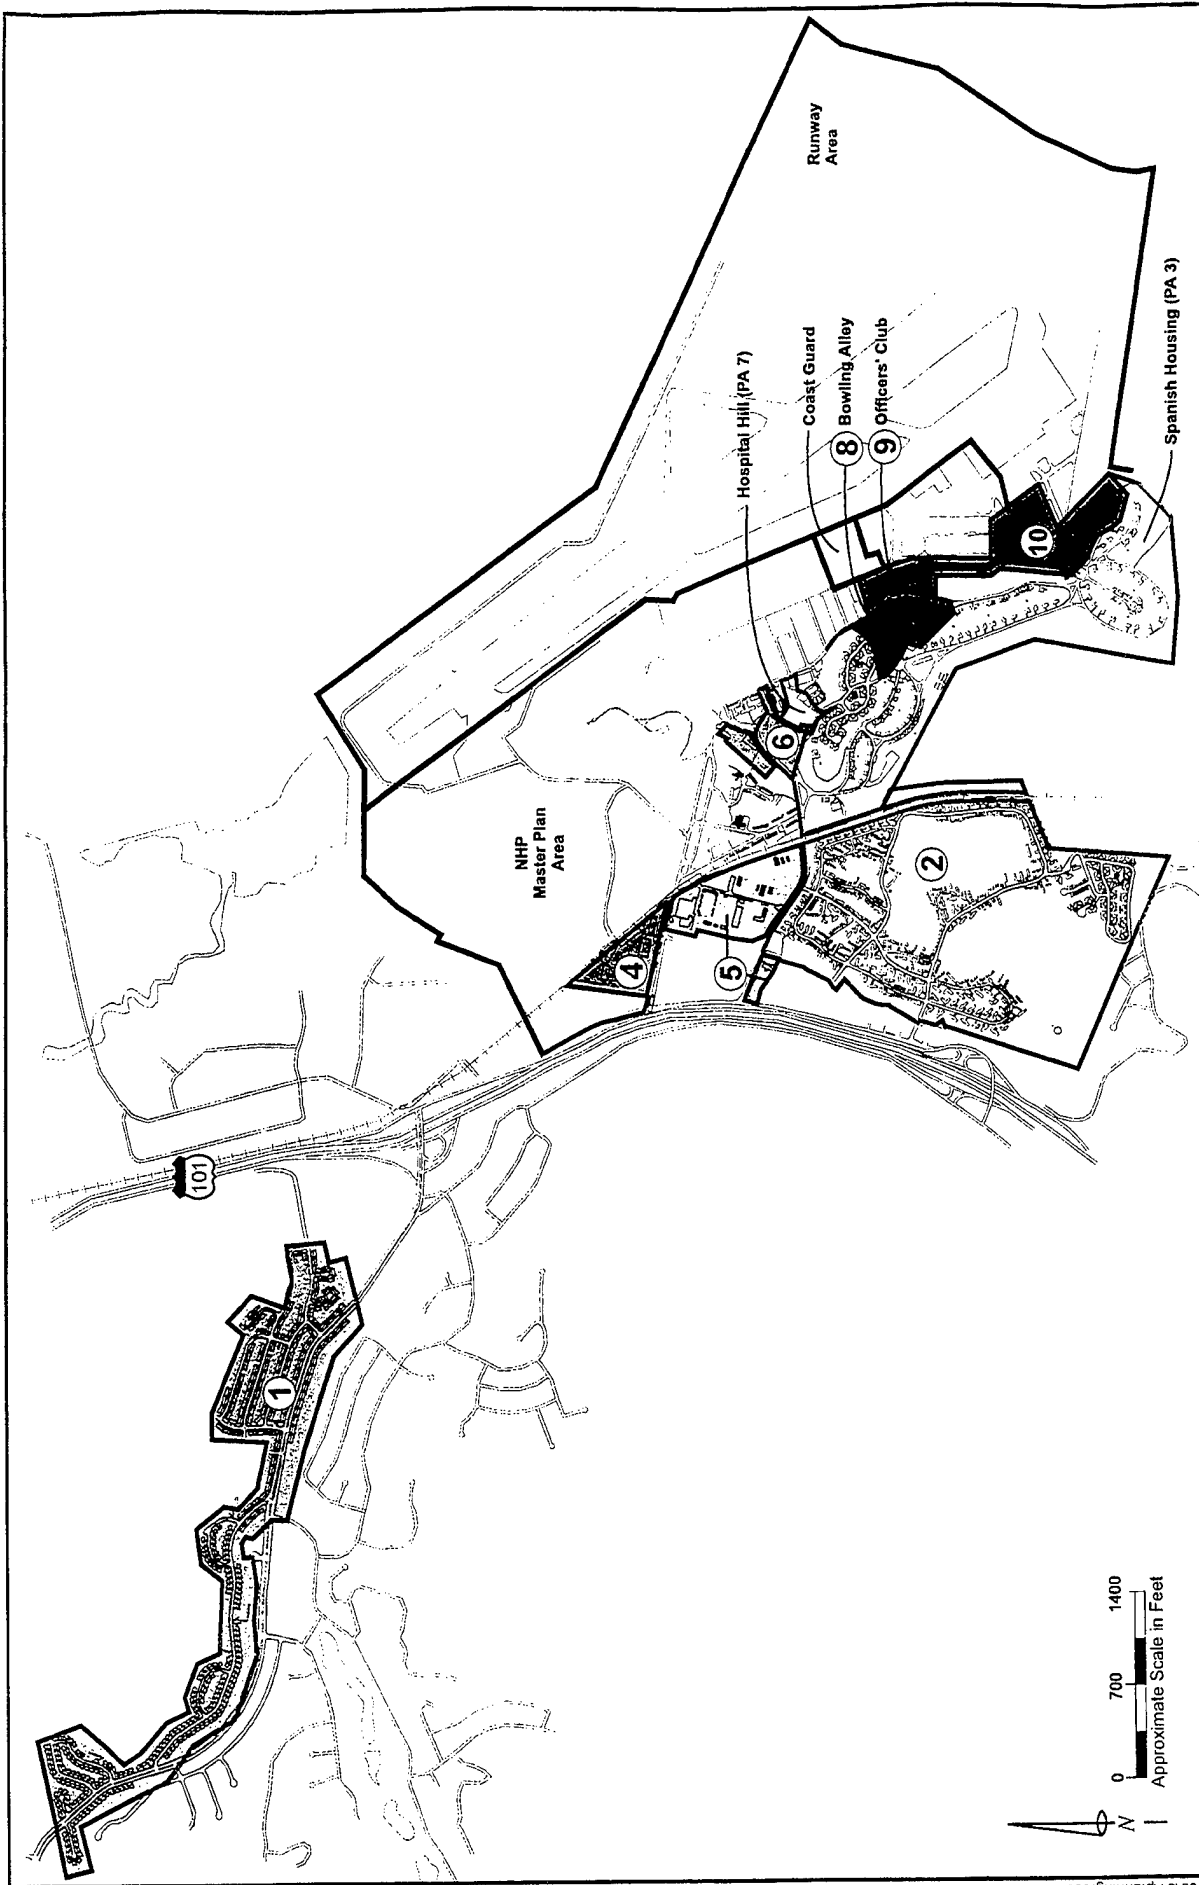 Runway
Area
NHP
Master Plan
Area
Hospital Hill (PA 7)
Coast Guard
8 Bowling Alley
9 Officers' Club
10
Spanish Housing (PA 3)
6
5
4
2
101
1
0 700 1400
Approximate Scale in Feet
N